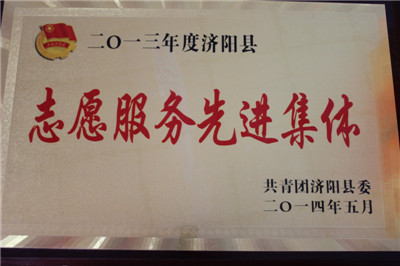 二〇一三年度济阳县
志愿服务先进集体
共青团济阳县委
二〇一四年五月